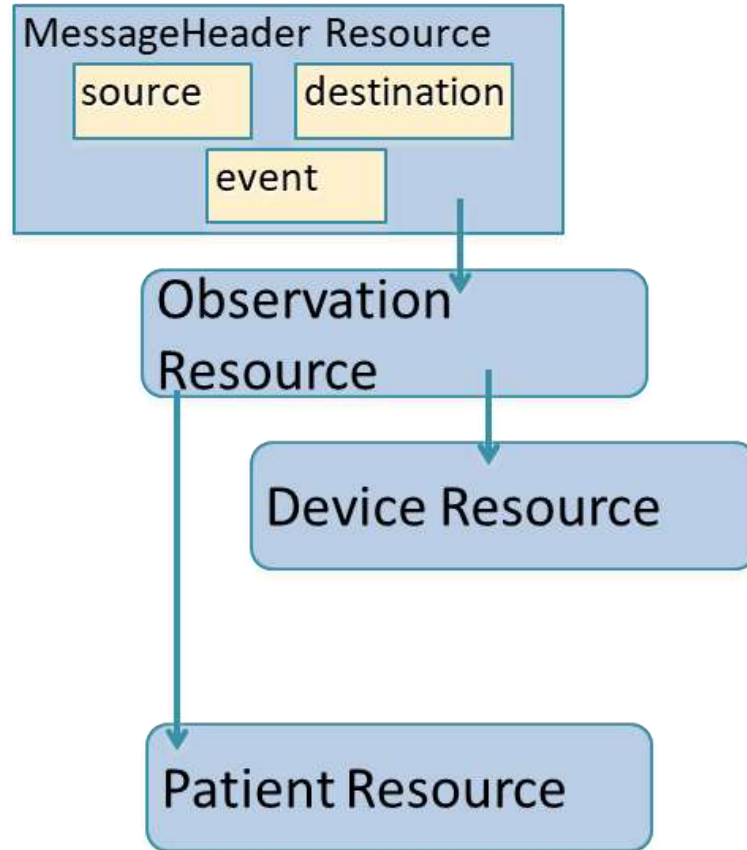 MessageHeader Resource
source
destination
event
Observation
Resource
Device Resource
Patient Resource